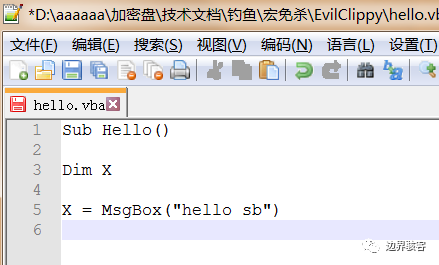 *D:\aaaaaa\加密盘\技术文档\钓鱼\宏免杀\EvilClippy\hello.vb
文件(F) 编辑(E) 搜索(S) 视图(V) 编码(N) 语言(L) 设置(T)
hello.vba
1 Sub Hello()
2
3 Dim X
4
5 X = MsgBox("hello sb")
6
边界骇客